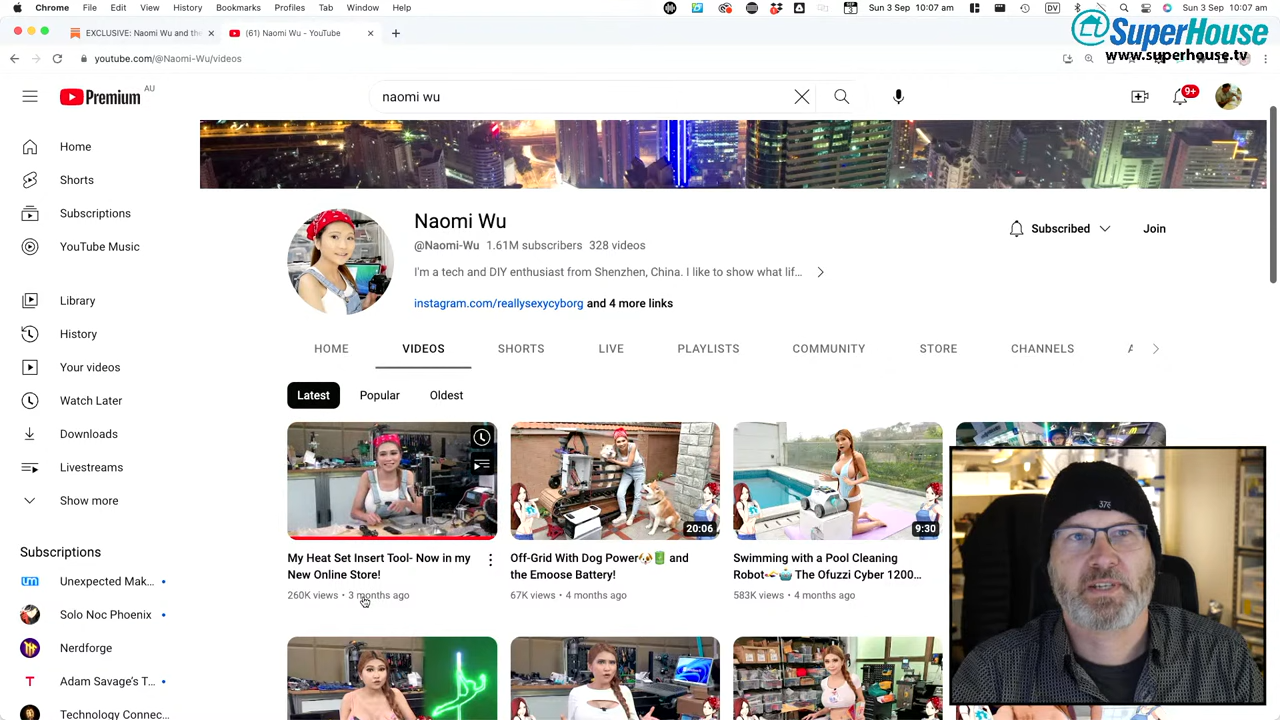 Chrome File Edit View History Bookmarks Profiles Tab Window Help
Sun 3 Sep 10:07 am
Sun 3 Sep 10:07 am
SuperHouse
www.superhouse.tv
EXCLUSIVE: Naomi Wu and the
(61) Naomi Wu - YouTube
youtube.com/@Naomi-Wu/videos
Premium AU
naomi wu
9+
Home
Shorts
Subscriptions
YouTube Music
Library
History
Your videos
Watch Later
Downloads
Livestreams
Show more
Subscriptions
Unexpected Mak...
Solo Noc Phoenix
Nerdforge
Adam Savage's T...
Technology Connec...
Naomi Wu
@Naomi-Wu 1.61M subscribers 328 videos
I'm a tech and DIY enthusiast from Shenzhen, China. I like to show what lif...
instagram.com/reallysexycyborg and 4 more links
Subscribed
Join
HOME VIDEOS SHORTS LIVE PLAYLISTS COMMUNITY STORE CHANNELS
Latest Popular Oldest
20:06
9:30
My Heat Set Insert Tool- Now in my
New Online Store!
260K views • 3 months ago
Off-Grid With Dog Power🐶🔋 and
the Emoose Battery!
67K views • 4 months ago
Swimming with a Pool Cleaning
Robot🏊🤖 The Ofuzzi Cyber 1200...
583K views • 4 months ago